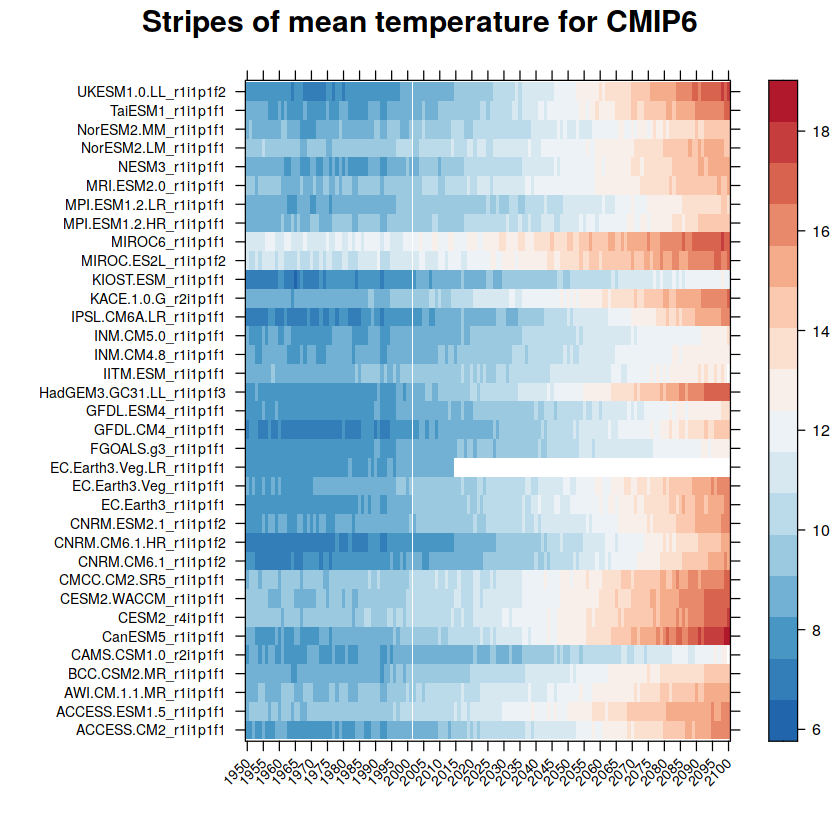 Stripes of mean temperature for CMIP6
UKESM1.0.LL_r1i1p1f2
TaiESM1_r1i1p1f1
NorESM2.MM_r1i1p1f1
NorESM2.LM_r1i1p1f1
NESM3_r1i1p1f1
MRI.ESM2.0_r1i1p1f1
MPI.ESM1.2.LR_r1i1p1f1
MPI.ESM1.2.HR_r1i1p1f1
MIROC6_r1i1p1f1
MIROC.ES2L_r1i1p1f2
KIOST.ESM_r1i1p1f1
KACE.1.0.G_r2i1p1f1
IPSL.CM6A.LR_r1i1p1f1
INM.CM5.0_r1i1p1f1
INM.CM4.8_r1i1p1f1
IITM.ESM_r1i1p1f1
HadGEM3.GC31.LL_r1i1p1f3
GFDL.ESM4_r1i1p1f1
GFDL.CM4_r1i1p1f1
FGOALS.g3_r1i1p1f1
EC.Earth3.Veg.LR_r1i1p1f1
EC.Earth3.Veg_r1i1p1f1
EC.Earth3_r1i1p1f1
CNRM.ESM2.1_r1i1p1f2
CNRM.CM6.1.HR_r1i1p1f2
CNRM.CM6.1_r1i1p1f2
CMCC.CM2.SR5_r1i1p1f1
CESM2.WACCM_r1i1p1f1
CESM2_r4i1p1f1
CanESM5_r1i1p1f1
CAMS.CSM1.0_r2i1p1f1
BCC.CSM2.MR_r1i1p1f1
AWI.CM.1.1.MR_r1i1p1f1
ACCESS.ESM1.5_r1i1p1f1
ACCESS.CM2_r1i1p1f1
1950 1955 1960 1965 1970 1975 1980 1985 1990 1995 2000 2005 2010 2015 2020 2025 2030 2035 2040 2045 2050 2055 2060 2065 2070 2075 2080 2085 2090 2095 2100
18
16
14
12
10
8
6